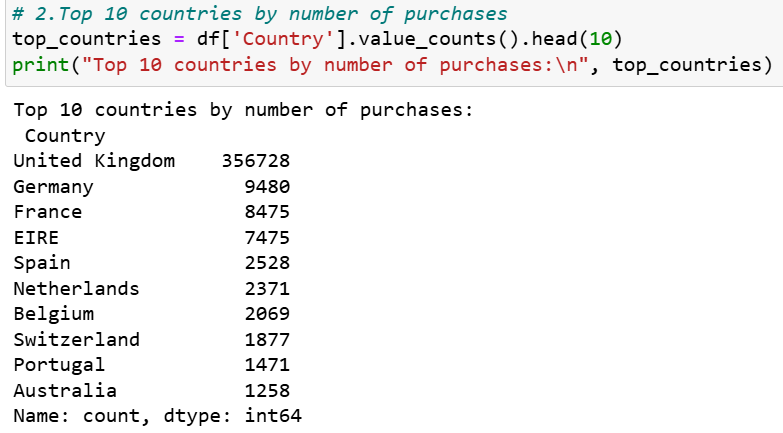 # 2.Top 10 countries by number of purchases
top_countries = df['Country'].value_counts().head(10)
print("Top 10 countries by number of purchases:\n", top_countries)
Top 10 countries by number of purchases:
Country
United Kingdom 356728
Germany 9480
France 8475
EIRE 7475
Spain 2528
Netherlands 2371
Belgium 2069
Switzerland 1877
Portugal 1471
Australia 1258
Name: count, dtype: int64